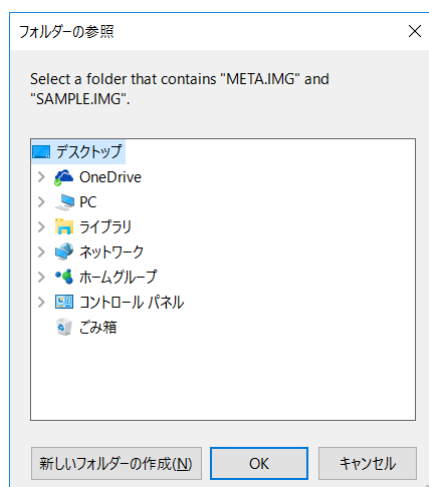 フォルダーの参照
Select a folder that contains "META.IMG" and
"SAMPLE.IMG".
デスクトップ
OneDrive
PC
ライブラリ
ネットワーク
ホームグループ
コントロール パネル
ごみ箱
新しいフォルダーの作成(N) OK キャンセル